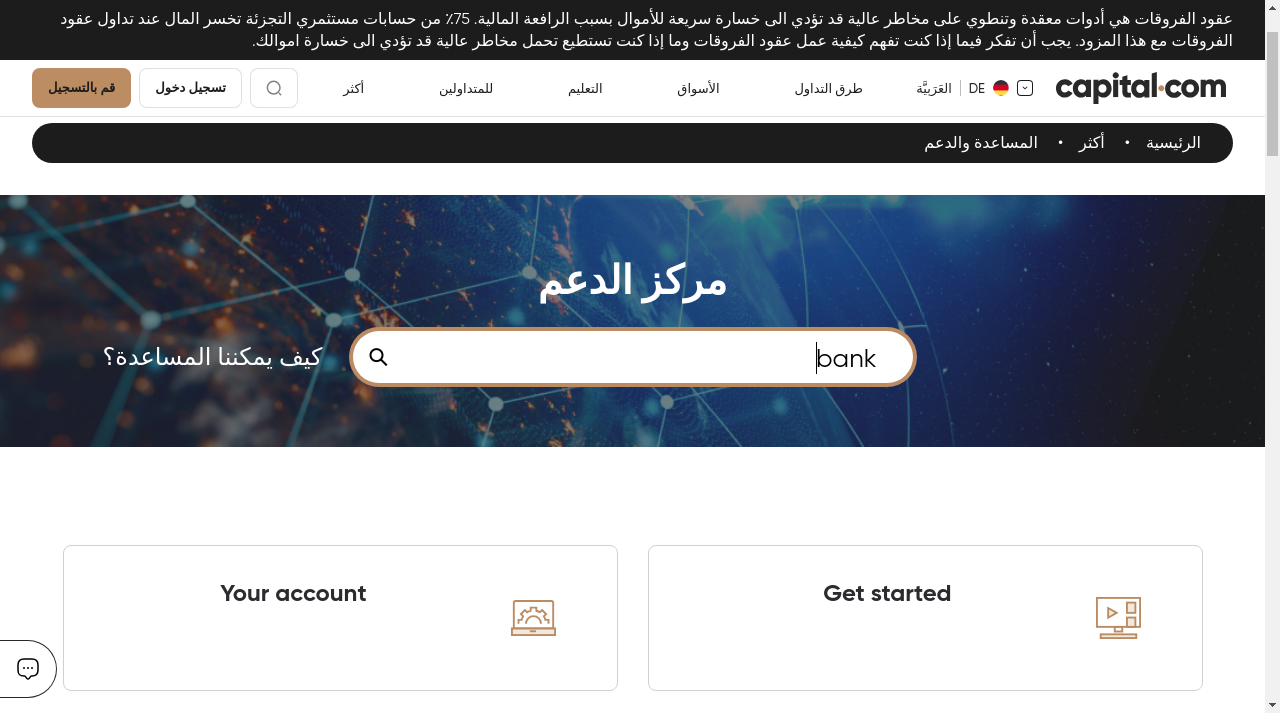 عقود الفروقات هي أدوات معقدة وتنطوي على مخاطر عالية قد تؤدي الى خسارة سريعة للأموال بسبب الرافعة المالية. 75٪ من حسابات مستثمري التجزئة تخسر المال عند تداول عقود
الفروقات مع هذا المزود. يجب أن تفكر فيما إذا كنت تفهم كيفية عمل عقود الفروقات وما إذا كنت تستطيع تحمل مخاطر عالية قد تؤدي الى خسارة اموالك.
capital.com
DE
العَرَبيَّة
طرق التداول
الأسواق
التعليم
للمتداولين
أكثر
تسجيل دخول
قم بالتسجيل
الرئيسية • أكثر • المساعدة والدعم
مركز الدعم
bank
كيف يمكننا المساعدة؟
Get started
Your account